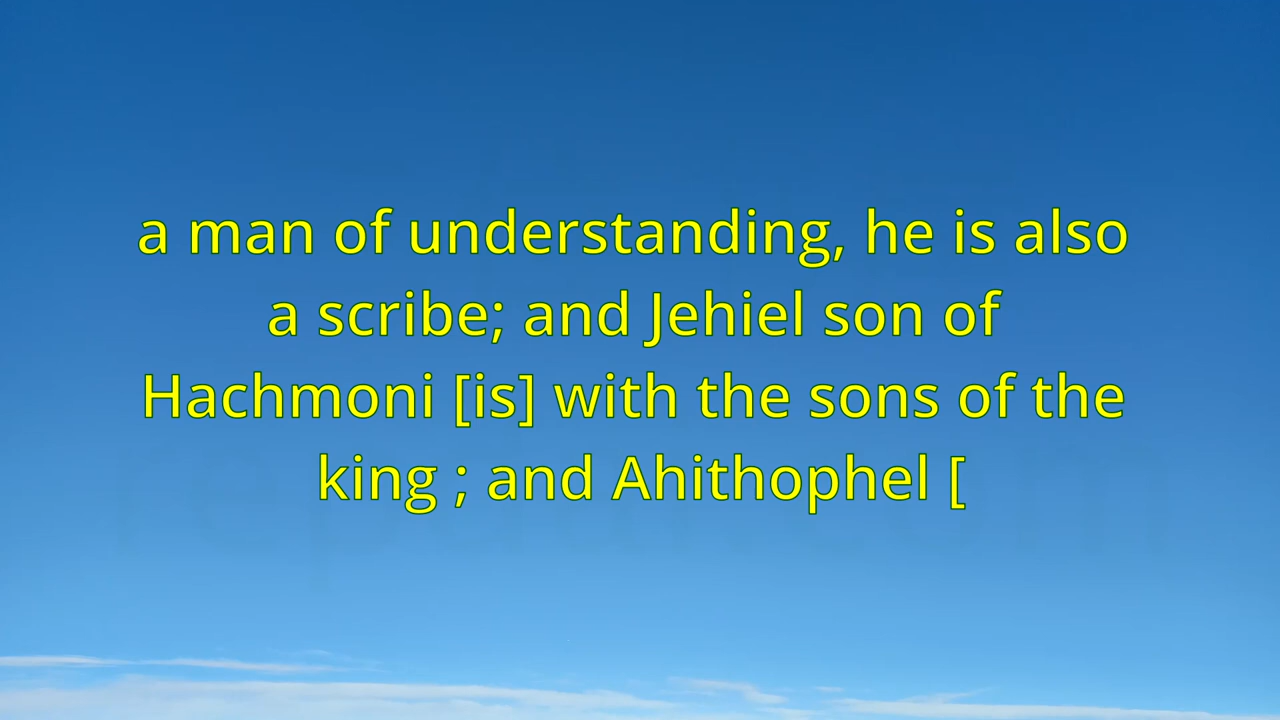 a man of understanding, he is also
a scribe; and Jehiel son of
Hachmoni [is] with the sons of the
king ; and Ahithophel [